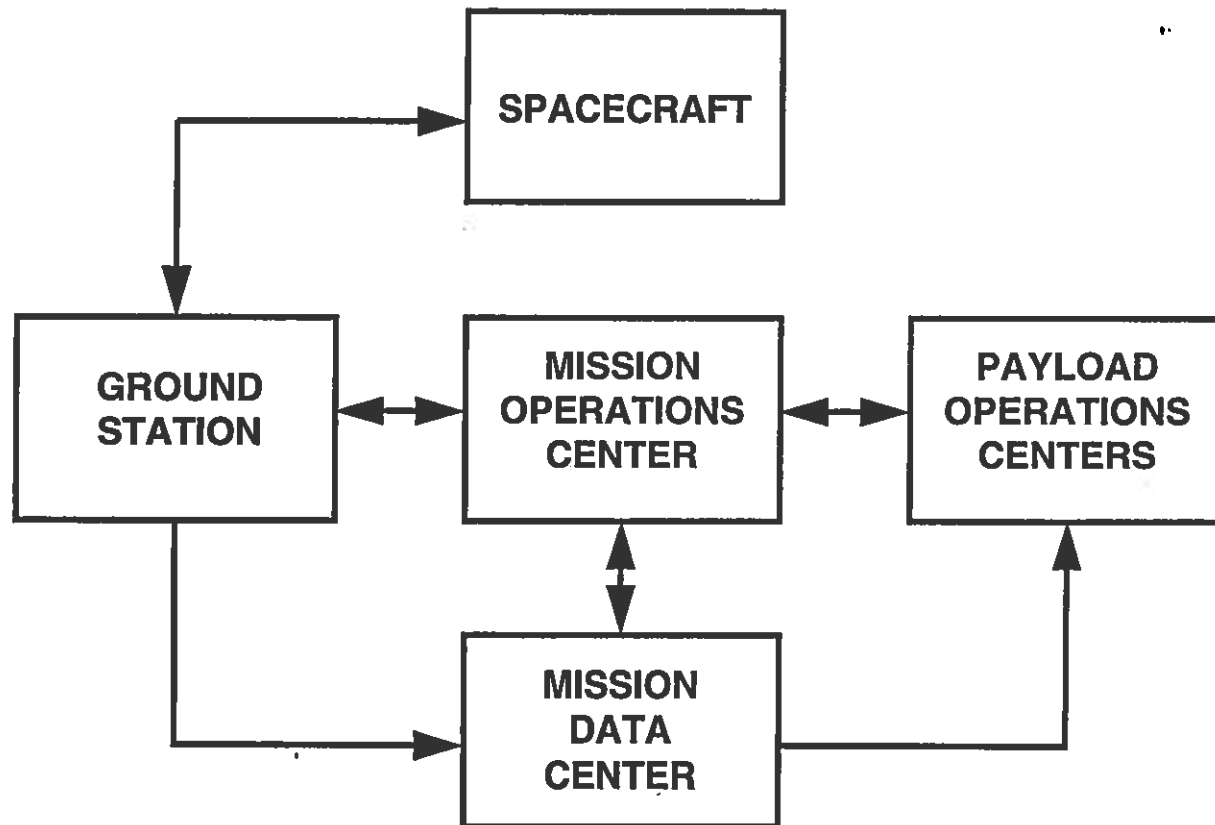 SPACECRAFT
GROUND
STATION
MISSION
OPERATIONS
CENTER
PAYLOAD
OPERATIONS
CENTERS
MISSION
DATA
CENTER